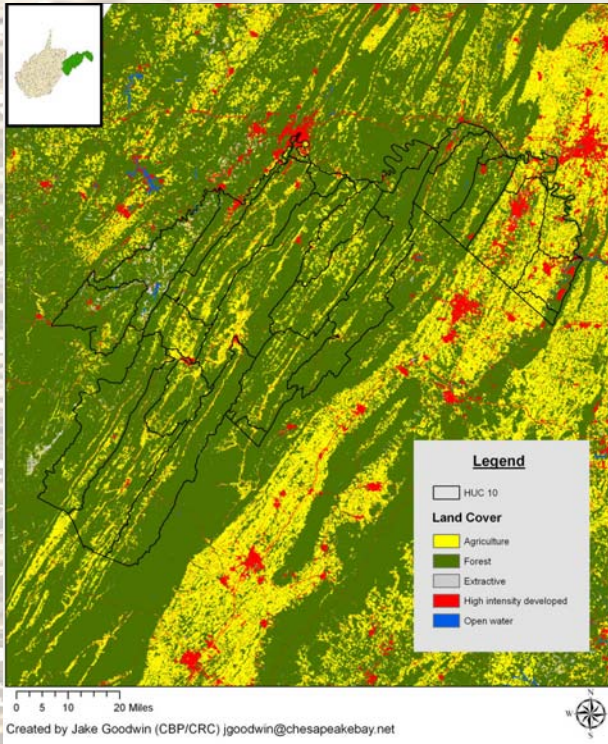 Legend
HUC 10
Land Cover
Agriculture
Forest
Extractive
High intensity developed
Open water
0 5 10 20 Miles
Created by Jake Goodwin (CBP/CRC) jgoodwin@chesapeakebay.net
N
W E
S